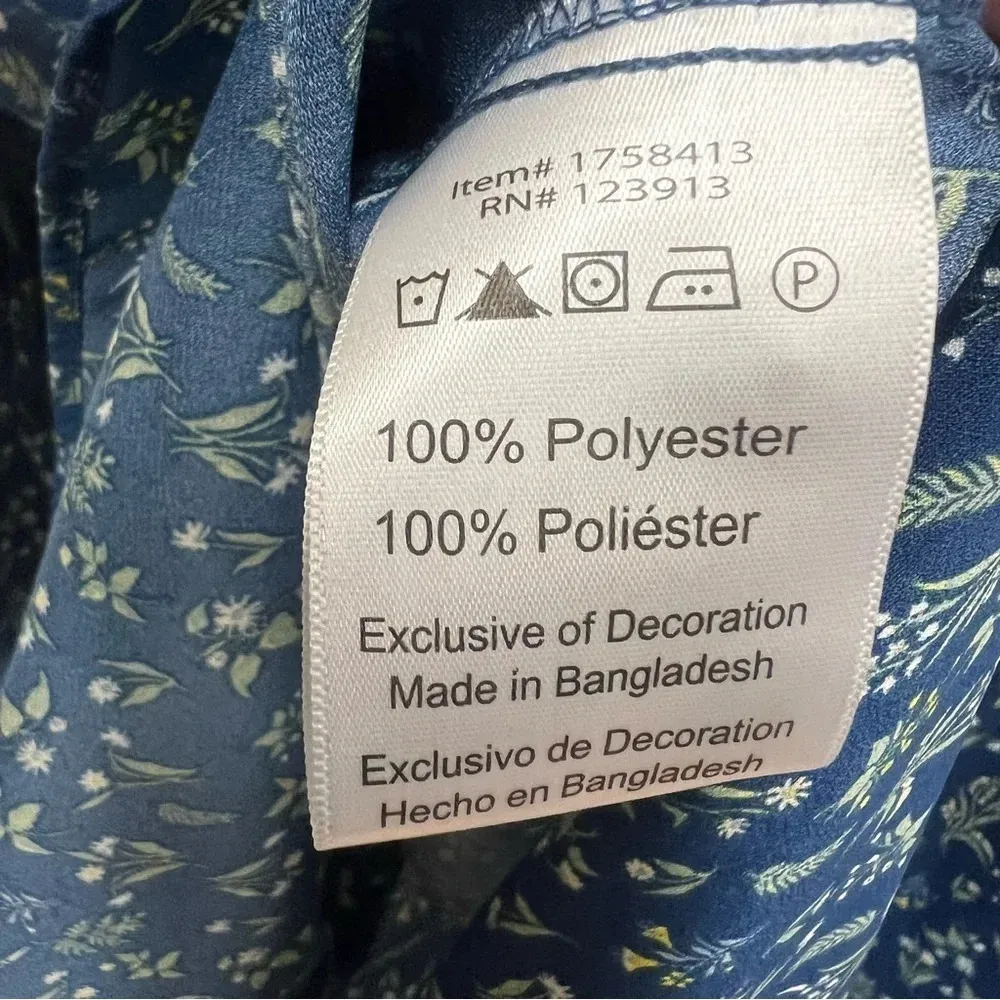 Item# 1758413
RN# 123913
P
100% Polyester
100% Poliéster
Exclusive of Decoration
Made in Bangladesh
Exclusivo de Decoration
Hecho en Bangladesh